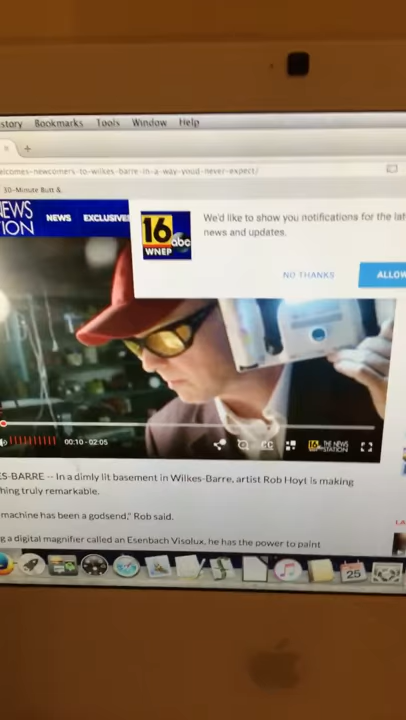 story Bookmarks Tools Window Help
× +
elcomes-newcomers-to-wilkes-barre-in-a-way-youd-never-expect/
30-Minute Butt &
NEWS
ION
NEWS EXCLUSIVES
16
abc
WNEP
We'd like to show you notifications for the lat
news and updates.
NO THANKS
ALLOW
00:10 - 02:05
CC
16 THE NEWS
STATION
ES-BARRE -- In a dimly lit basement in Wilkes-Barre, artist Rob Hoyt is making
thing truly remarkable.
machine has been a godsend," Rob said.
g a digital magnifier called an Esenbach Visolux, he has the power to paint
LA
25